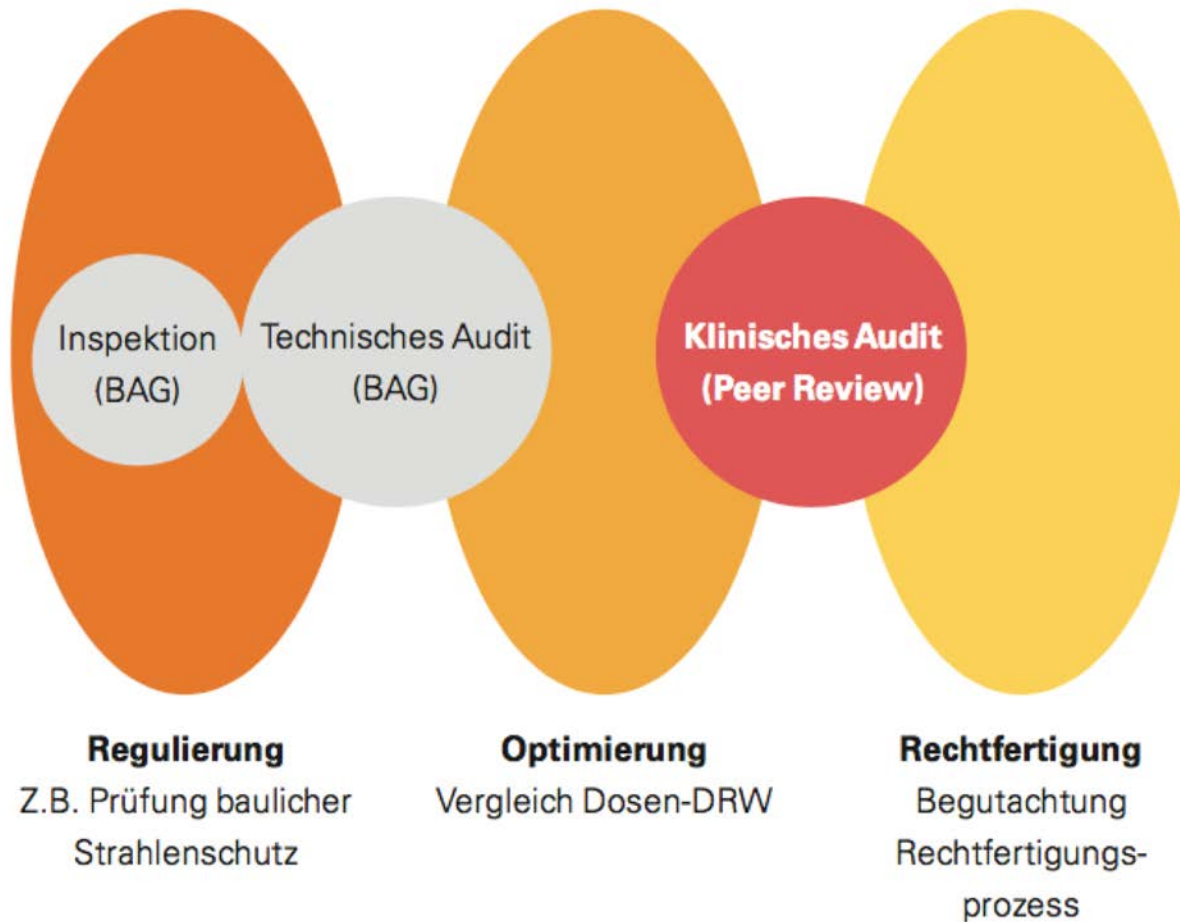 Inspektion
(BAG)
Technisches Audit
(BAG)
Klinisches Audit
(Peer Review)
Regulierung
Z.B. Prüfung baulicher
Strahlenschutz
Optimierung
Vergleich Dosen-DRW
Rechtfertigung
Begutachtung
Rechtfertigungs-
prozess